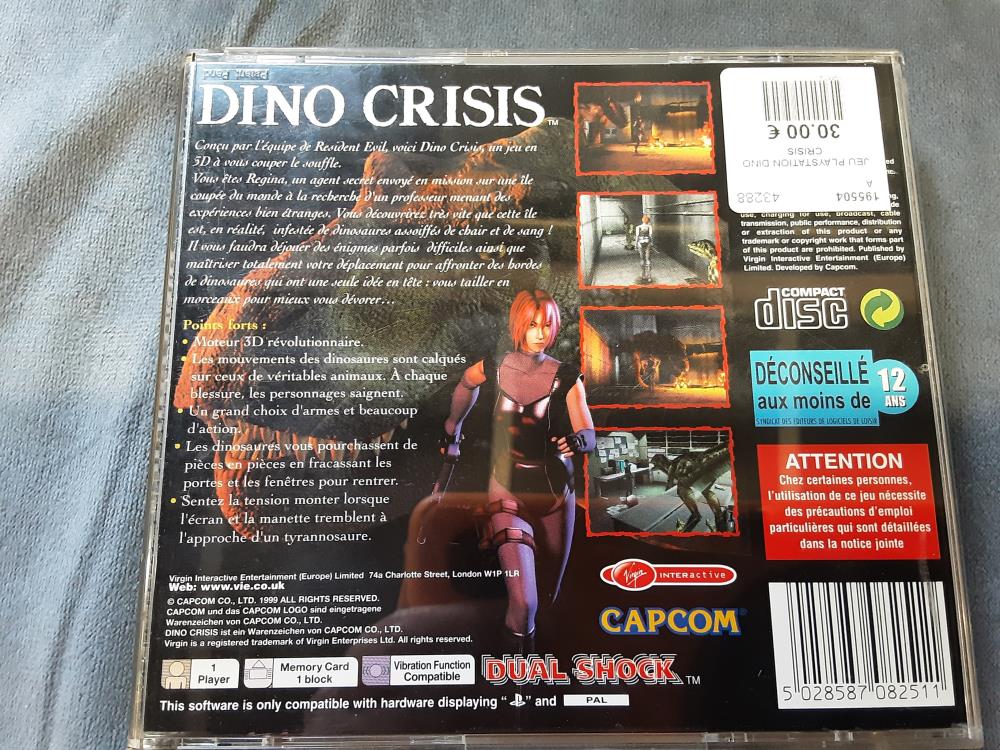 Patent Pend
DINO CRISIS™
Conçu par l'équipe de Resident Evil, voici Dino Crisis, un jeu en
3D à vous couper le souffle.
Vous êtes Regina, un agent secret envoyé en mission sur une île
coupée du monde à la recherche d'un professeur menant des
expériences bien étranges. Vous découvrirez très vite que cette île
est, en réalité, infestée de dinosaures assoiffés de chair et de sang !
Il vous faudra déjouer des énigmes parfois difficiles ainsi que
maîtriser totalement votre déplacement pour affronter des hordes
de dinosaures qui ont une seule idée en tête : vous tailler en
morceaux pour mieux vous dévorer...
Points forts :
• Moteur 3D révolutionnaire.
• Les mouvements des dinosaures sont calqués
sur ceux de véritables animaux. À chaque
blessure, les personnages saignent.
• Un grand choix d'armes et beaucoup
d'action.
• Les dinosaures vous pourchassent de
pièces en pièces en fracassant les
portes et les fenêtres pour rentrer.
• Sentez la tension monter lorsque
l'écran et la manette tremblent à
l'approche d'un tyrannosaure.
Virgin Interactive Entertainment (Europe) Limited 74a Charlotte Street, London W1P 1LR
Web: www.vie.co.uk
© CAPCOM CO., LTD. 1999 ALL RIGHTS RESERVED.
CAPCOM und das CAPCOM LOGO sind eingetragene
Warenzeichen von CAPCOM CO., LTD.
DINO CRISIS ist ein Warenzeichen von CAPCOM CO., LTD.
Virgin is a registered trademark of Virgin Enterprises Ltd. All rights reserved.
1 Player
Memory Card
1 block
Vibration Function
Compatible
DUAL SHOCK™
This software is only compatible with hardware displaying " " and PAL
30.00 €
JEU PLAYSTATION DINO
CRISIS
A
195504 43288
use, charging for use, broadcast, cable
transmission, public performance, distribution
or extraction of this product or any
trademark or copyright work that forms part
of this product are prohibited. Published by
Virgin Interactive Entertainment (Europe)
Limited. Developed by Capcom.
COMPACT
disc
DÉCONSEILLÉ
aux moins de
12
ANS
SYNDICAT DES EDITEURS DE LOGICIELS DE LOISIR
ATTENTION
Chez certaines personnes,
l'utilisation de ce jeu nécessite
des précautions d'emploi
particulières qui sont détaillées
dans la notice jointe
Virgin INTERactive
CAPCOM®
5 028587 082511